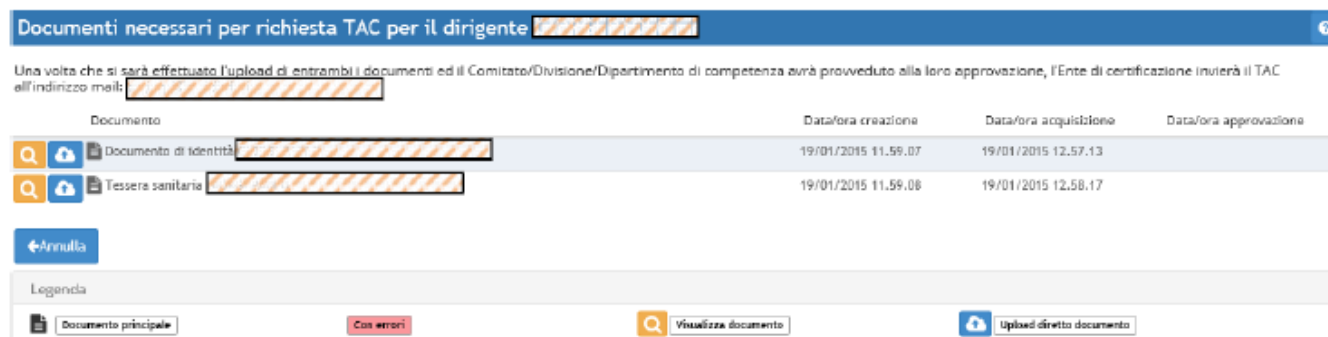 Documenti necessari per richiesta TAC per il dirigente
Una volta che si sarà effettuato l'upload di entrambi i documenti ed il Comitato/Divisione/Dipartimento di competenza avrà provveduto alla loro approvazione, l'Ente di certificazione invierà il TAC
all'indirizzo mail:
Documento Data/ora creazione Data/ora acquisizione Data/ora approvazione
Documento di identità 19/01/2015 11.59.07 19/01/2015 12.57.13
Tessera sanitaria 19/01/2015 11.59.08 19/01/2015 12.58.17
Annulla
Legenda
Documento principale Con errori Visualizza documento Upload diretto documento